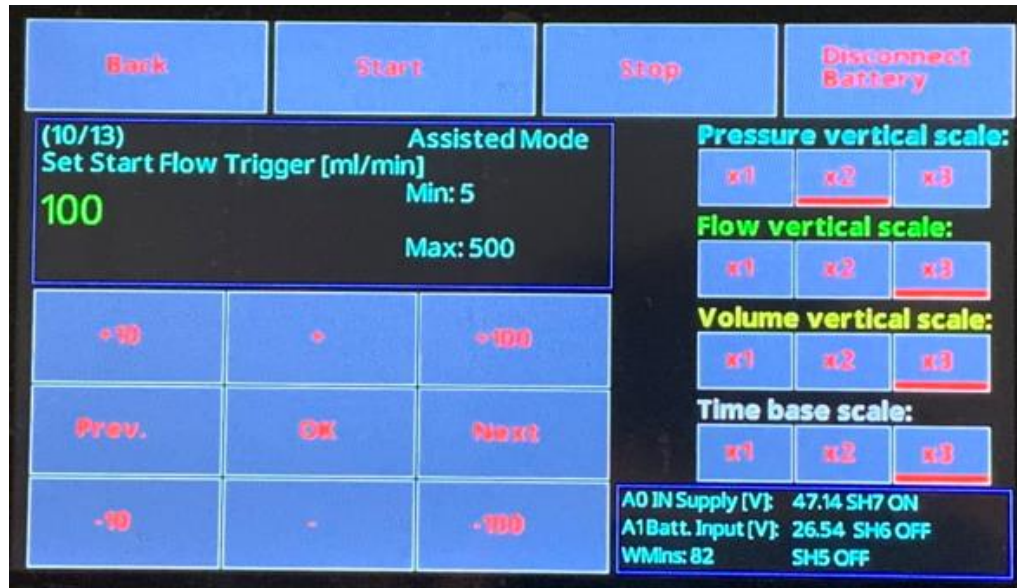 Back Start Stop Disconnect
Battery
(10/13) Assisted Mode
Set Start Flow Trigger [ml/min]
100 Min: 5
Max: 500
+10 + +100
Prev. OK Next
-10 - -100
Pressure vertical scale:
x1 x2 x3
Flow vertical scale:
x1 x2 x3
Volume vertical scale:
x1 x2 x3
Time base scale:
x1 x2 x3
A0 IN Supply [V]: 47.14 SH7 ON
A1 Batt. Input [V]: 26.54 SH6 OFF
WMIns: 82 SH5 OFF